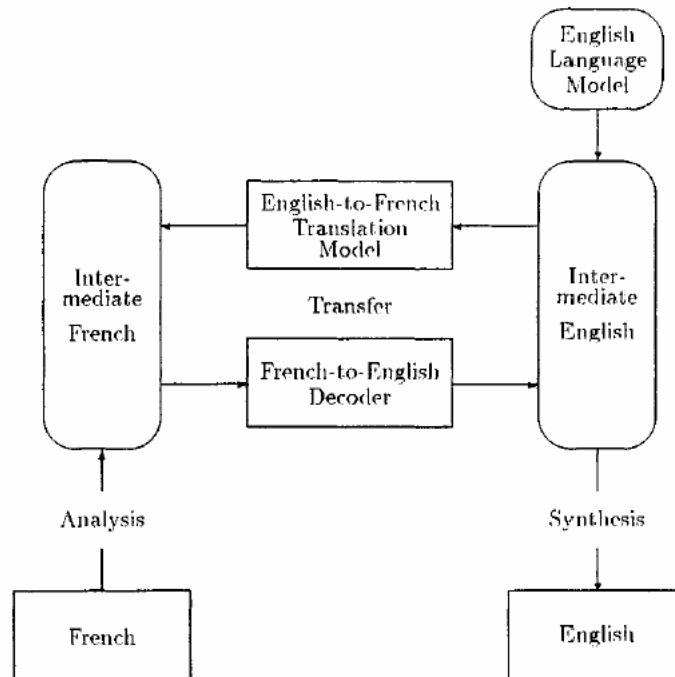 English
Language
Model
English-to-French
Translation
Model
Inter-
mediate
French
Transfer
Inter-
mediate
English
French-to-English
Decoder
Analysis
Synthesis
French
English